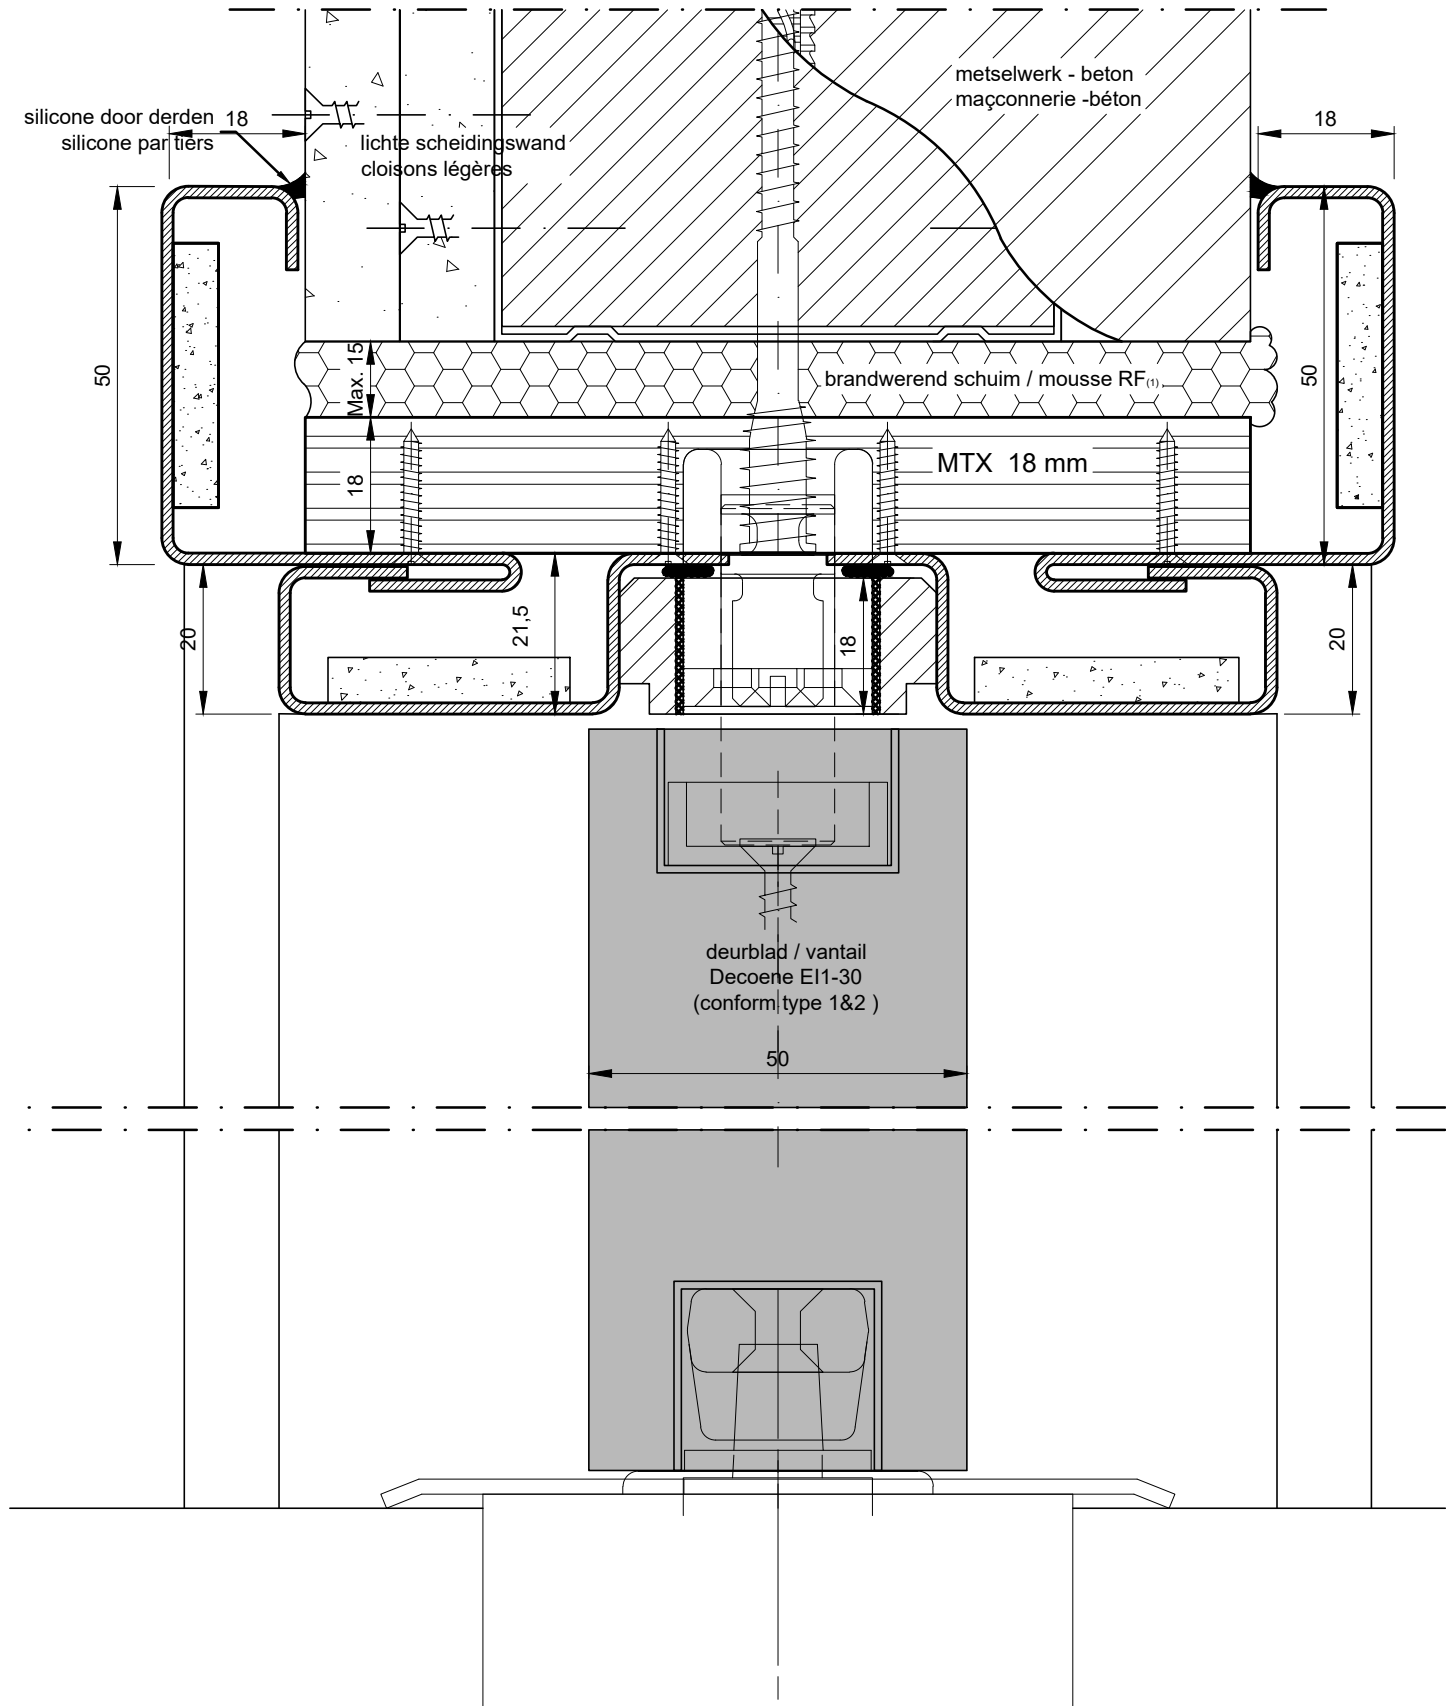 metselwerk - beton
maçconnerie -béton
silicone door derden
silicone par tiers
18
18
lichte scheidingswand
cloisons légères
50
Max. 15
brandwerend schuim / mousse RF(1)
50
18
MTX 18 mm
20
21,5
18
20
deurblad / vantail
Decoene EI1-30
(conform type 1&2 )
50